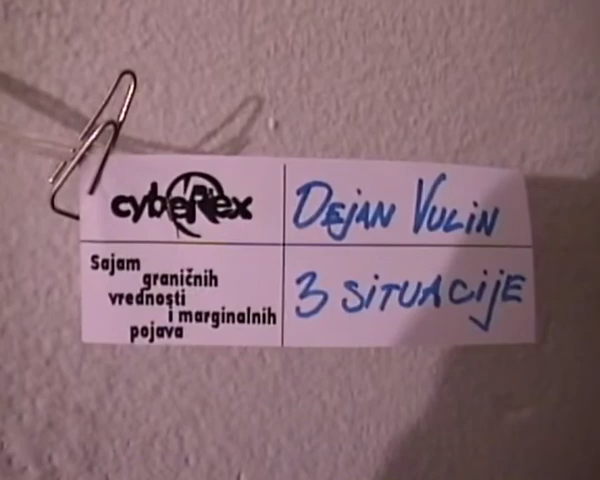 cybeRex
Dejan Vulin
Sajam
graničnih
vrednosti
i marginalnih
pojava
3 situacije